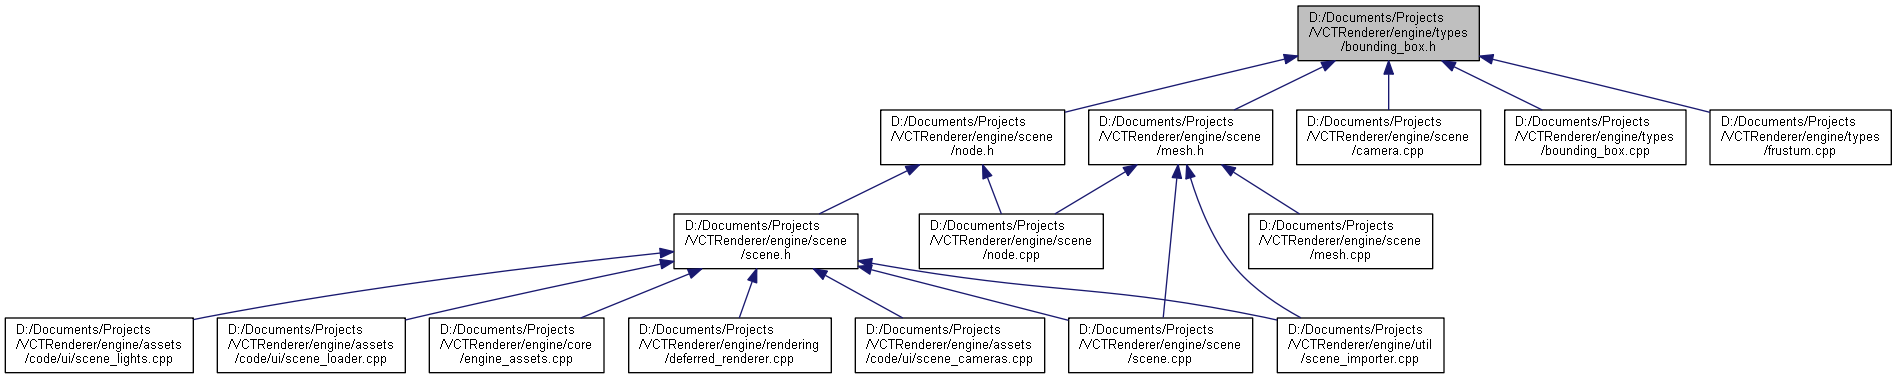 D:/Documents/Projects
/VCTRenderer/engine/types
/bounding_box.h
D:/Documents/Projects
/VCTRenderer/engine/scene
/node.h
D:/Documents/Projects
/VCTRenderer/engine/scene
/mesh.h
D:/Documents/Projects
/VCTRenderer/engine/scene
/camera.cpp
D:/Documents/Projects
/VCTRenderer/engine/types
/bounding_box.cpp
D:/Documents/Projects
/VCTRenderer/engine/types
/frustum.cpp
D:/Documents/Projects
/VCTRenderer/engine/scene
/scene.h
D:/Documents/Projects
/VCTRenderer/engine/scene
/node.cpp
D:/Documents/Projects
/VCTRenderer/engine/scene
/mesh.cpp
D:/Documents/Projects
/VCTRenderer/engine/assets
/code/ui/scene_lights.cpp
D:/Documents/Projects
/VCTRenderer/engine/assets
/code/ui/scene_loader.cpp
D:/Documents/Projects
/VCTRenderer/engine/core
/engine_assets.cpp
D:/Documents/Projects
/VCTRenderer/engine/rendering
/deferred_renderer.cpp
D:/Documents/Projects
/VCTRenderer/engine/assets
/code/ui/scene_cameras.cpp
D:/Documents/Projects
/VCTRenderer/engine/scene
/scene.cpp
D:/Documents/Projects
/VCTRenderer/engine/util
/scene_importer.cpp